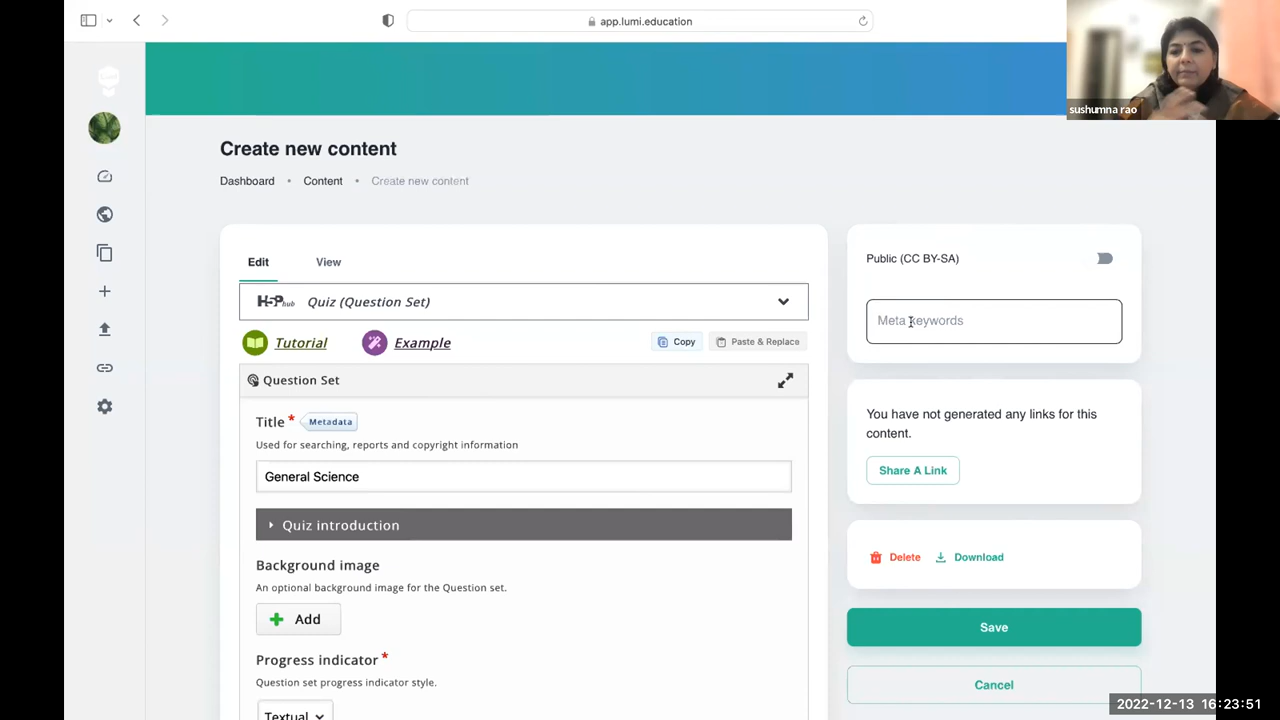 app.lumi.education
sushumna rao
Create new content
Dashboard • Content • Create new content
Edit View
H5P hub Quiz (Question Set)
Tutorial Example Copy Paste & Replace
Question Set
Title * Metadata
Used for searching, reports and copyright information
General Science
Quiz introduction
Background image
An optional background image for the Question set.
Add
Progress indicator *
Question set progress indicator style.
Textual
Public (CC BY-SA)
Meta keywords
You have not generated any links for this
content.
Share A Link
Delete Download
Save
Cancel
2022-12-13 16:23:51